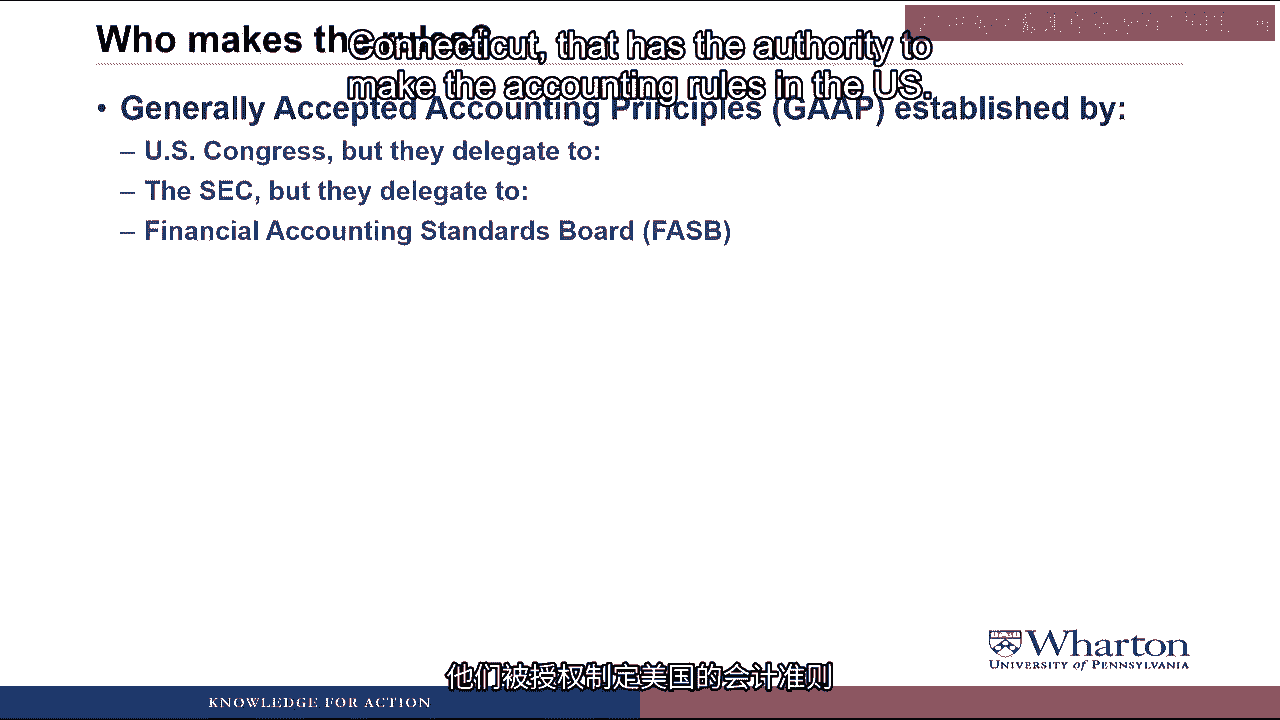 Who makes the rules?
Connecticut, that has the authority to
make the accounting rules in the US.
• Generally Accepted Accounting Principles (GAAP) established by:
– U.S. Congress, but they delegate to:
– The SEC, but they delegate to:
– Financial Accounting Standards Board (FASB)
Wharton
UNIVERSITY of PENNSYLVANIA
他们被授权制定美国的会计准则
KNOWLEDGE FOR ACTION